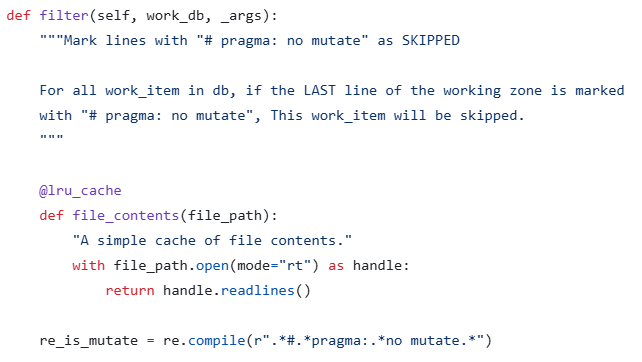 def filter(self, work_db, _args):
    """Mark lines with "# pragma: no mutate" as SKIPPED

    For all work_item in db, if the LAST line of the working zone is marked
    with "# pragma: no mutate", This work_item will be skipped.
    """

    @lru_cache
    def file_contents(file_path):
        "A simple cache of file contents."
        with file_path.open(mode="rt") as handle:
            return handle.readlines()

    re_is_mutate = re.compile(r".*#.*pragma:.*no mutate.*")